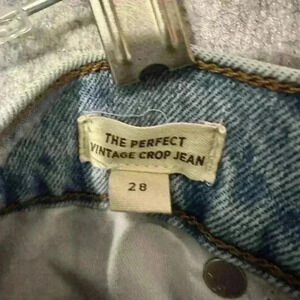 THE PERFECT
VINTAGE CROP JEAN
28